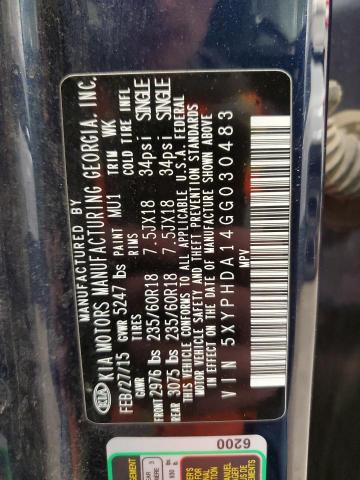 MANUFACTURED BY
KIA KIA MOTORS MANUFACTURING GEORGIA, INC.
FEB/27/15 PAINT MU1 TRIM WK
GVWR 5247 lbs
GAWR TIRES RIMS COLD TIRE INFL
FRONT 2976 lbs 235/60R18 7.5JX18 34psi SINGLE
REAR 3075 lbs 235/60R18 7.5JX18 34psi SINGLE
THIS VEHICLE CONFORMS TO ALL APPLICABLE U.S.A. FEDERAL
MOTOR VEHICLE SAFETY AND THEFT PREVENTION STANDARDS
IN EFFECT ON THE DATE OF MANUFACTURE SHOWN ABOVE.
VIN 5XYPHDA14GG030483
MPV
6200